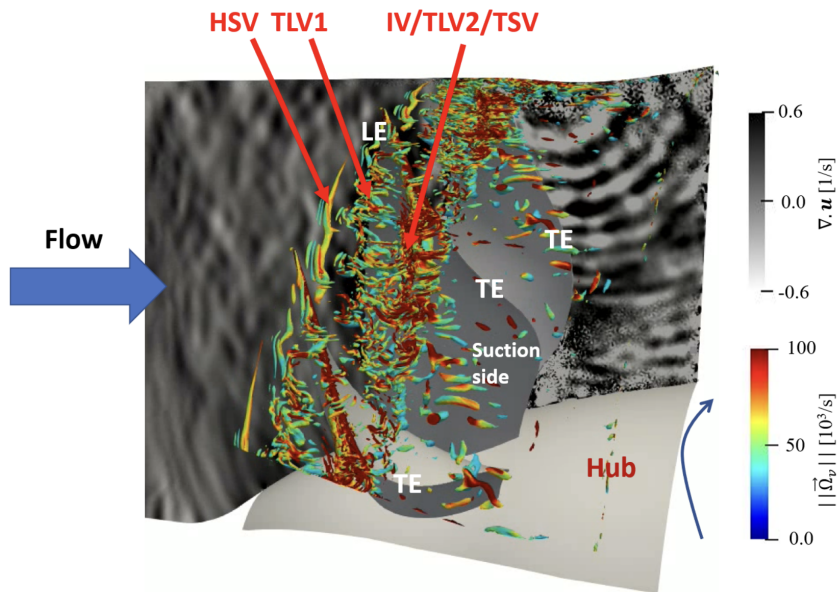 HSV TLV1 IV/TLV2/TSV
LE
Flow
TE
TE
Suction
side
TE
Hub
0.6
0.0
-0.6
∇.𝒖 [1/s]
100
50
0.0
||Ω⃗ᵥ|| [10³/s]